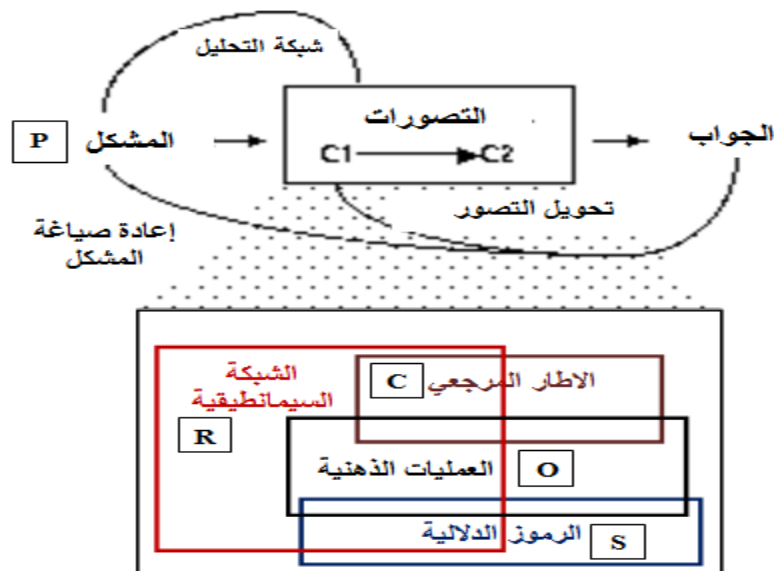 شبكة التحليل
التصورات
الجواب
المشكل P
C1 C2
تحويل التصور
إعادة صياغة
المشكل
الشبكة
السيمانطيقية
R
الاطار المرجعي C
العمليات الذهنية O
الرموز الدلالية S